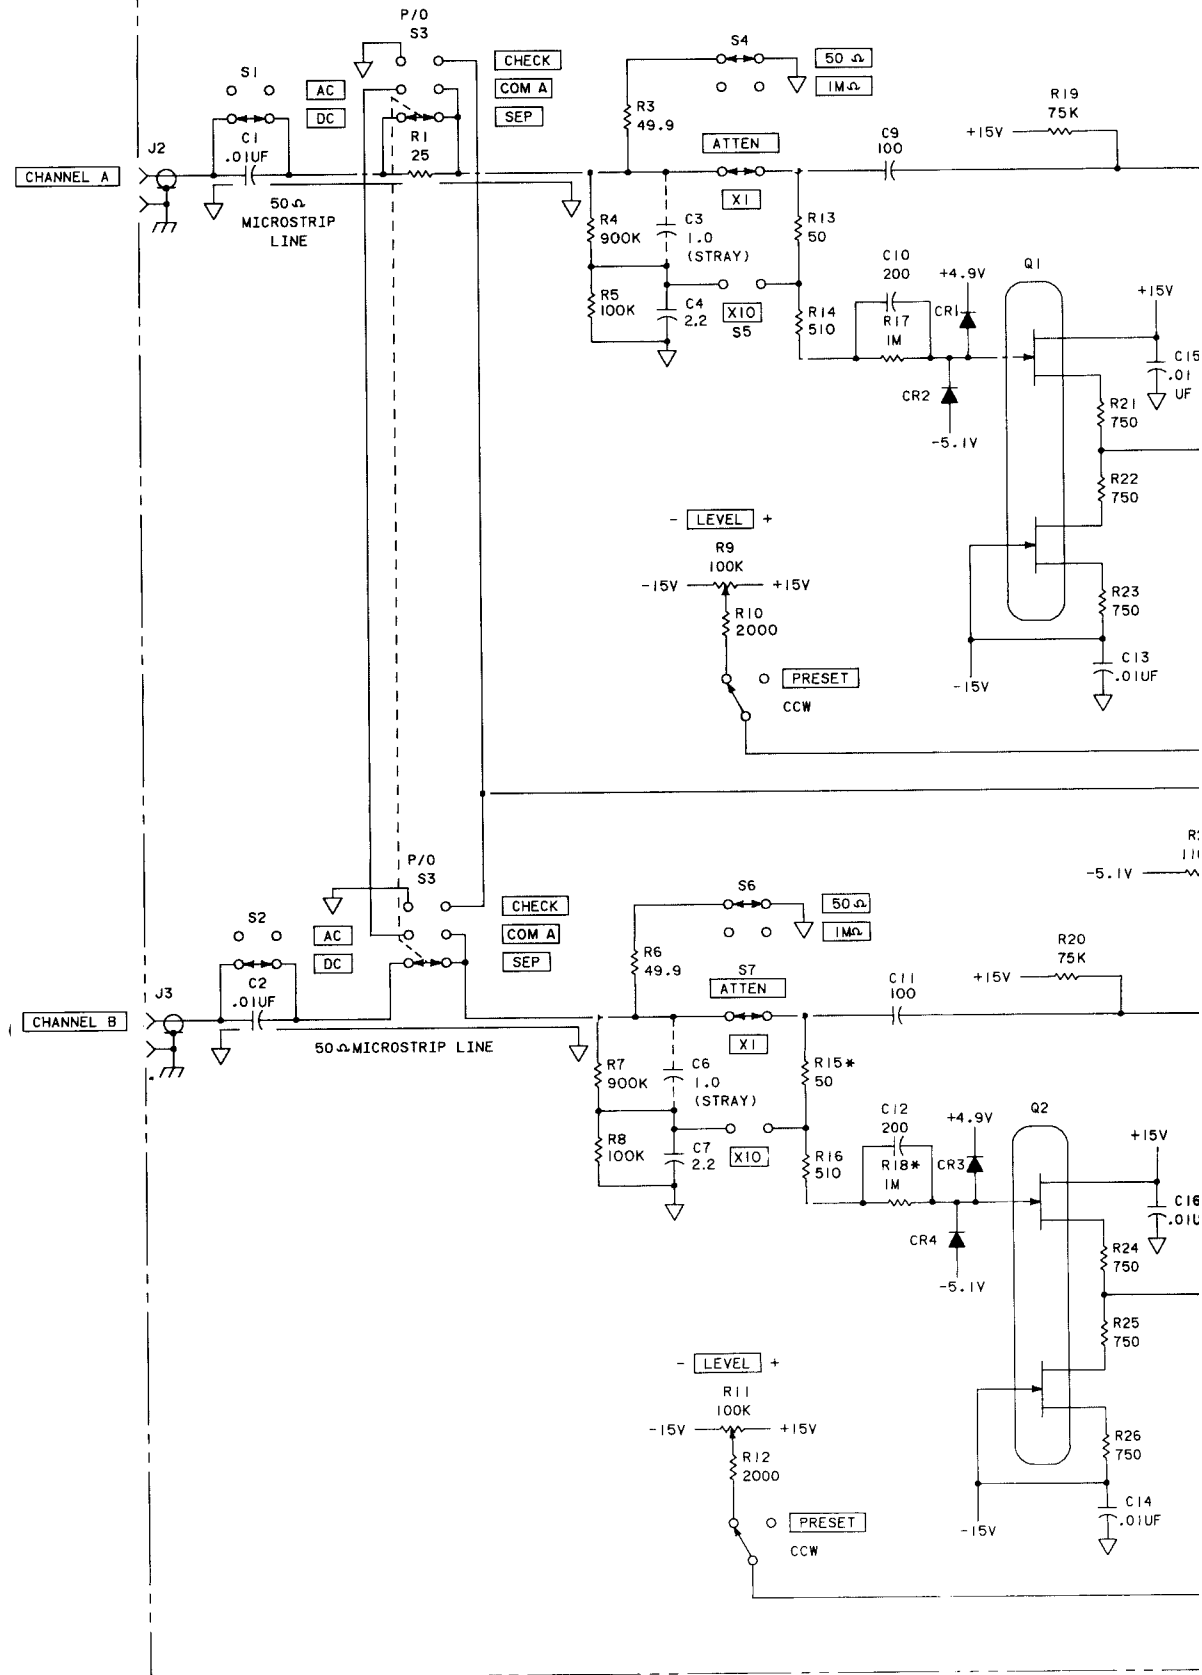 P/O
S3
S1
AC
DC
C1
.01UF
CHECK
COM A
SEP
R1
25
J2
CHANNEL A
50Ω
MICROSTRIP
LINE
S4
50 Ω
1MΩ
R3
49.9
ATTEN
X1
C9
100
R19
75K
+15V
R4
900K
C3
1.0
(STRAY)
R13
50
R5
100K
C4
2.2
X10
S5
R14
510
C10
200
R17
1M
+4.9V
CR1
CR2
-5.1V
Q1
+15V
C15
.01
UF
R21
750
R22
750
R23
750
-15V
C13
.01UF
- LEVEL +
R9
100K
-15V
+15V
R10
2000
PRESET
CCW
-5.1V
P/O
S3
S2
AC
DC
C2
.01UF
CHECK
COM A
SEP
J3
CHANNEL B
50ΩMICROSTRIP LINE
S6
50Ω
1MΩ
R6
49.9
S7
ATTEN
X1
C11
100
R20
75K
+15V
R7
900K
C6
1.0
(STRAY)
R15*
50
R8
100K
C7
2.2
X10
R16
510
C12
200
R18*
1M
+4.9V
CR3
CR4
-5.1V
Q2
+15V
C16
.01U
R24
750
R25
750
R26
750
-15V
C14
.01UF
- LEVEL +
R11
100K
-15V
+15V
R12
2000
PRESET
CCW